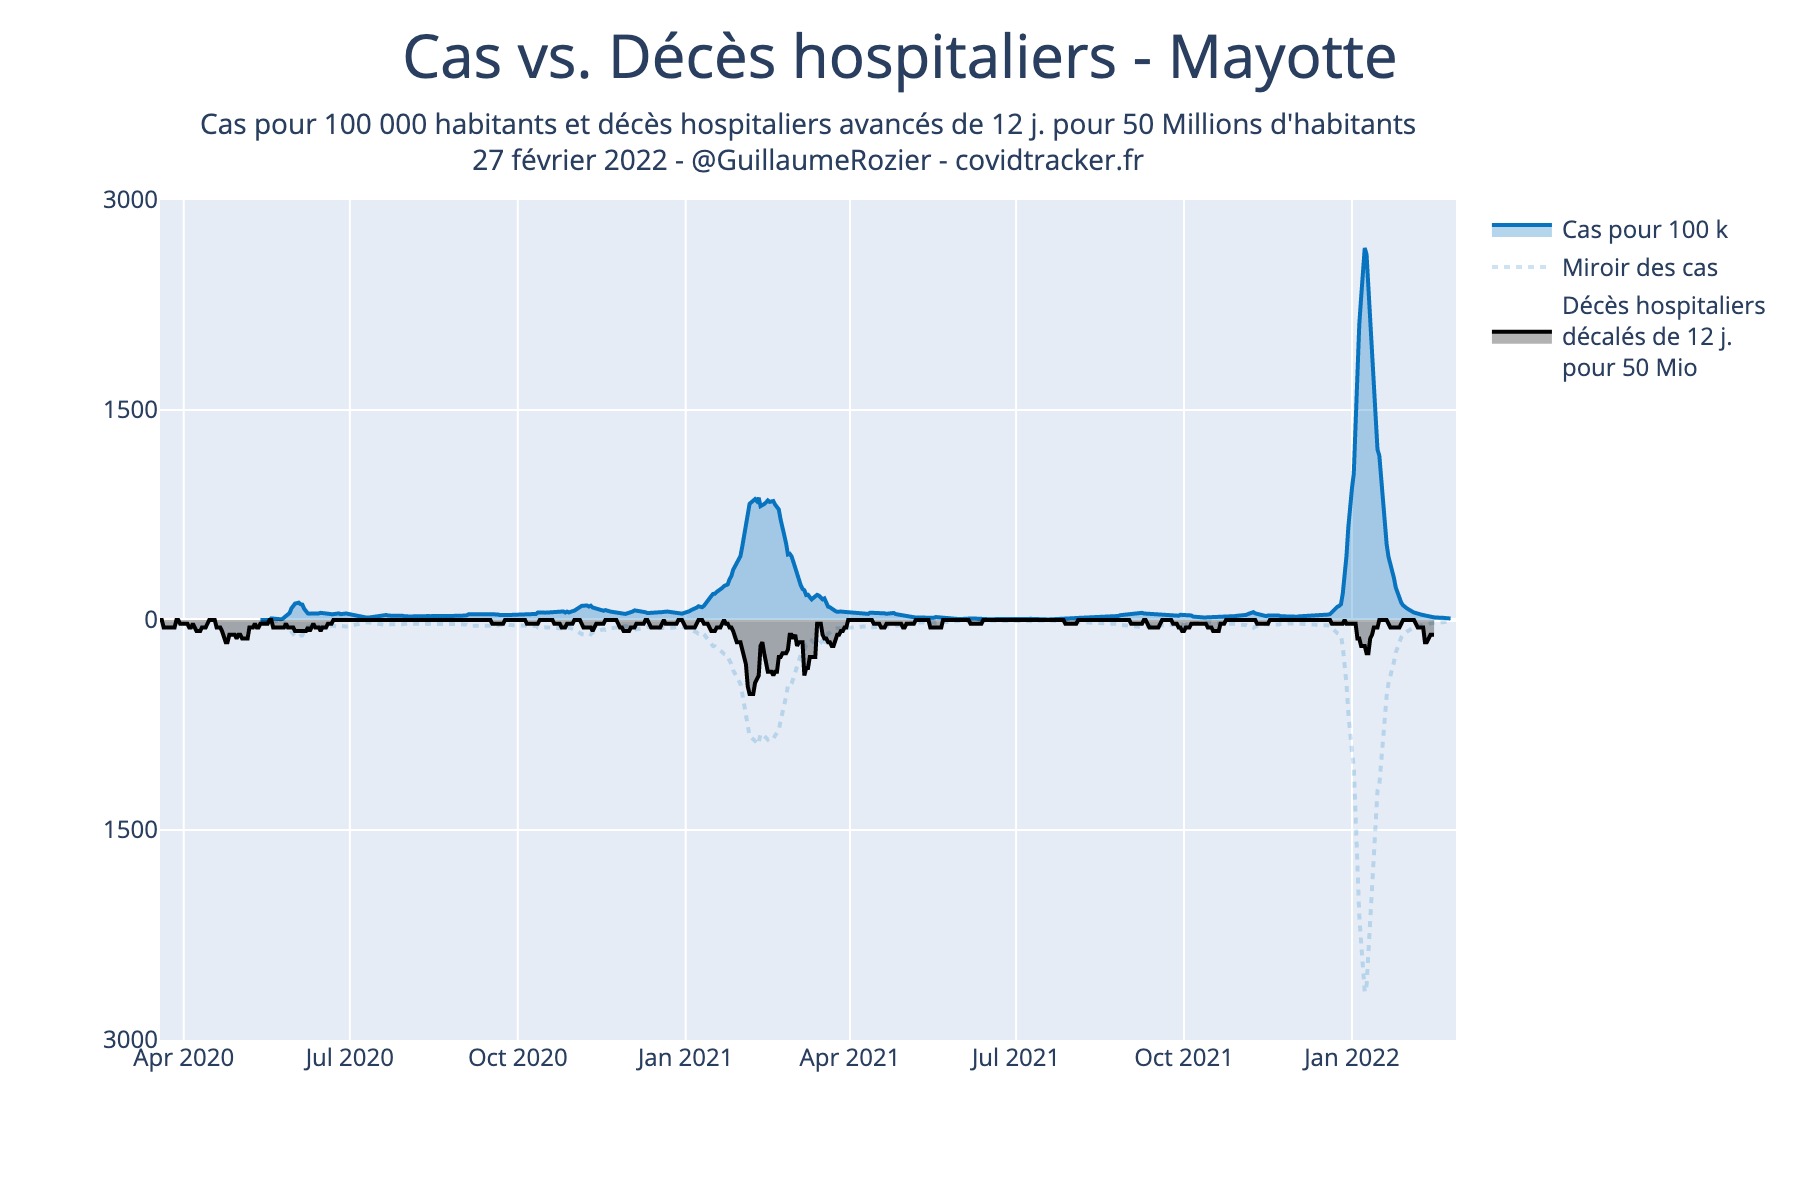 Cas vs. Décès hospitaliers - Mayotte
Cas pour 100 000 habitants et décès hospitaliers avancés de 12 j. pour 50 Millions d'habitants
27 février 2022 - @GuillaumeRozier - covidtracker.fr
3000
1500
0
1500
3000
Apr 2020
Jul 2020
Oct 2020
Jan 2021
Apr 2021
Jul 2021
Oct 2021
Jan 2022
Cas pour 100 k
Miroir des cas
Décès hospitaliers
décalés de 12 j.
pour 50 Mio